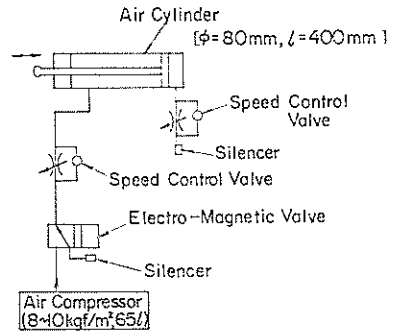 Air Cylinder
[φ=80mm, ℓ=400mm]
Speed Control
Valve
Silencer
Speed Control Valve
Electro-Magnetic Valve
Silencer
Air Compressor
(8~10kgf/m²,65ℓ)